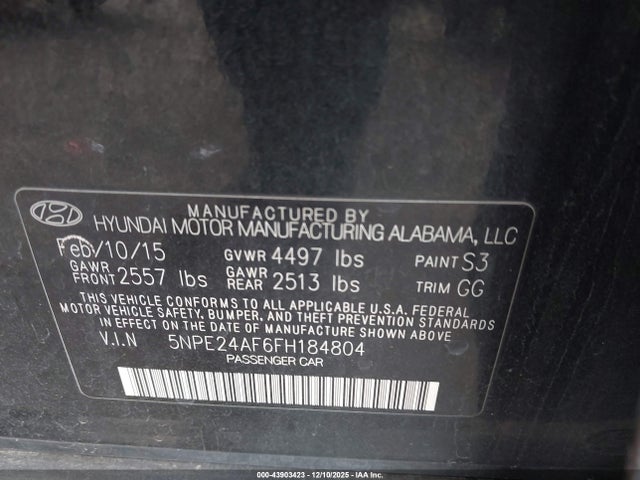 MANUFACTURED BY
HYUNDAI MOTOR MANUFACTURING ALABAMA, LLC
Feb/10/15 GVWR 4497 lbs PAINT S3
GAWR FRONT 2557 lbs GAWR REAR 2513 lbs TRIM GG
THIS VEHICLE CONFORMS TO ALL APPLICABLE U.S.A. FEDERAL
MOTOR VEHICLE SAFETY, BUMPER, AND THEFT PREVENTION STANDARDS
IN EFFECT ON THE DATE OF MANUFACTURE SHOWN ABOVE
V.I.N 5NPE24AF6FH184804
PASSENGER CAR
000-43903423 - 12/10/2025 - IAA Inc.